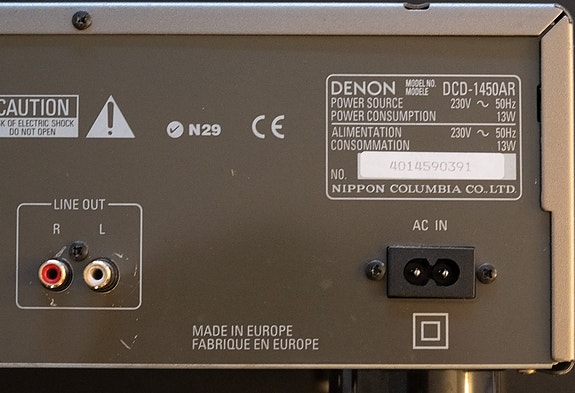 CAUTION
OF ELECTRIC SHOCK
DO NOT OPEN
N29
CE
DENON MODEL NO. MODELE DCD-1450AR
POWER SOURCE 230V ~ 50Hz
POWER CONSUMPTION 13W
ALIMENTATION 230V ~ 50Hz
CONSOMMATION 13W
NO. 4014590391
NIPPON COLUMBIA CO.,LTD.
LINE OUT
R L
AC IN
MADE IN EUROPE
FABRIQUE EN EUROPE